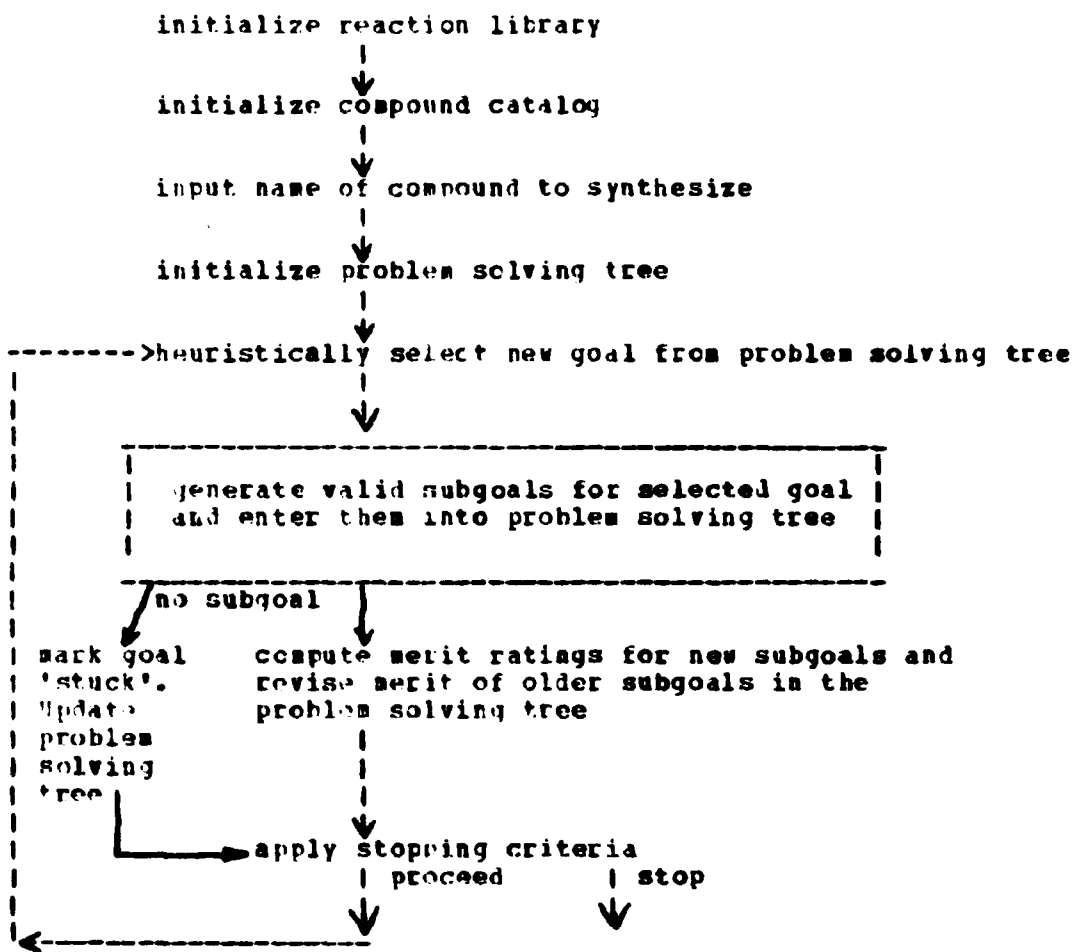 initialize reaction library
initialize compound catalog
input name of compound to synthesize
initialize problem solving tree
heuristically select new goal from problem solving tree
generate valid subgoals for selected goal
and enter them into problem solving tree
no subgoal
mark goal
'stuck'.
Update
problem
solving
tree
compute merit ratings for new subgoals and
revise merit of older subgoals in the
problem solving tree
apply stopping criteria
proceed
stop